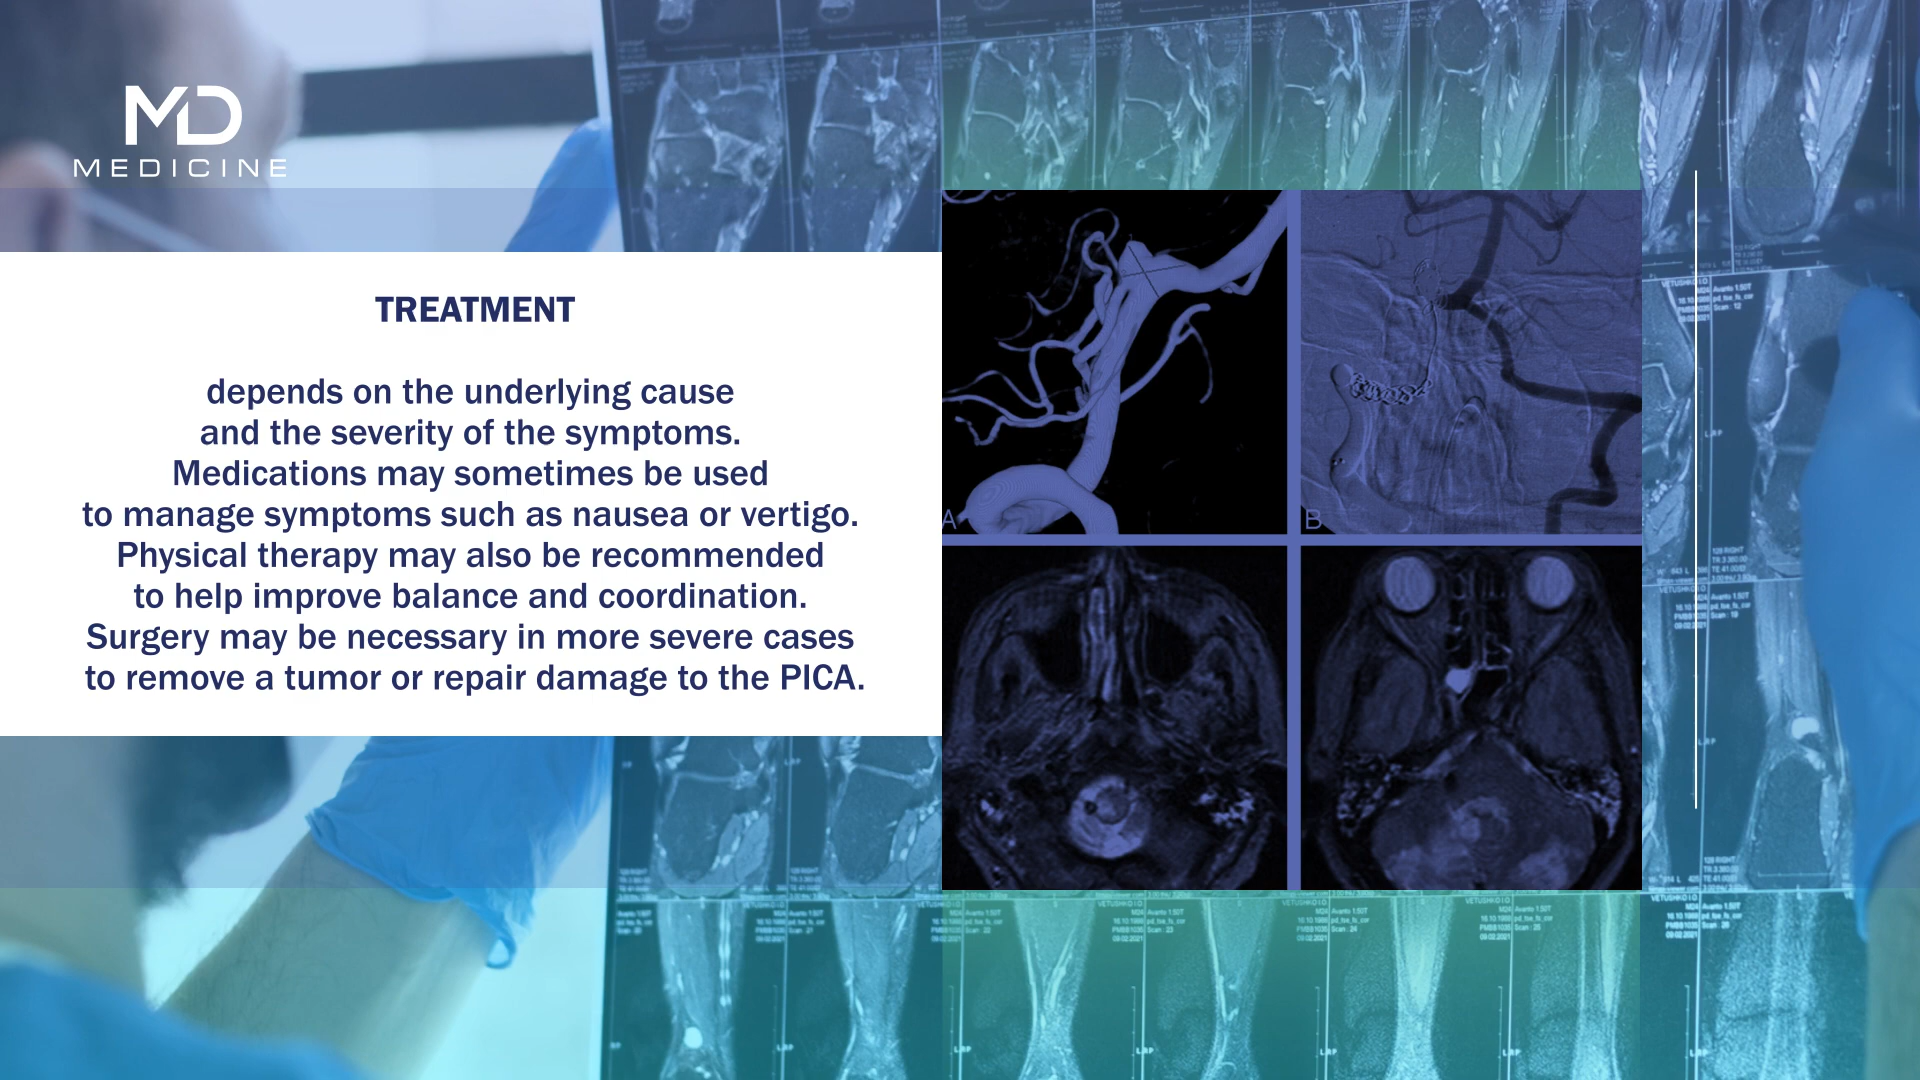 MD
MEDICINE
TREATMENT
depends on the underlying cause
and the severity of the symptoms.
Medications may sometimes be used
to manage symptoms such as nausea or vertigo.
Physical therapy may also be recommended
to help improve balance and coordination.
Surgery may be necessary in more severe cases
to remove a tumor or repair damage to the PICA.
A
B